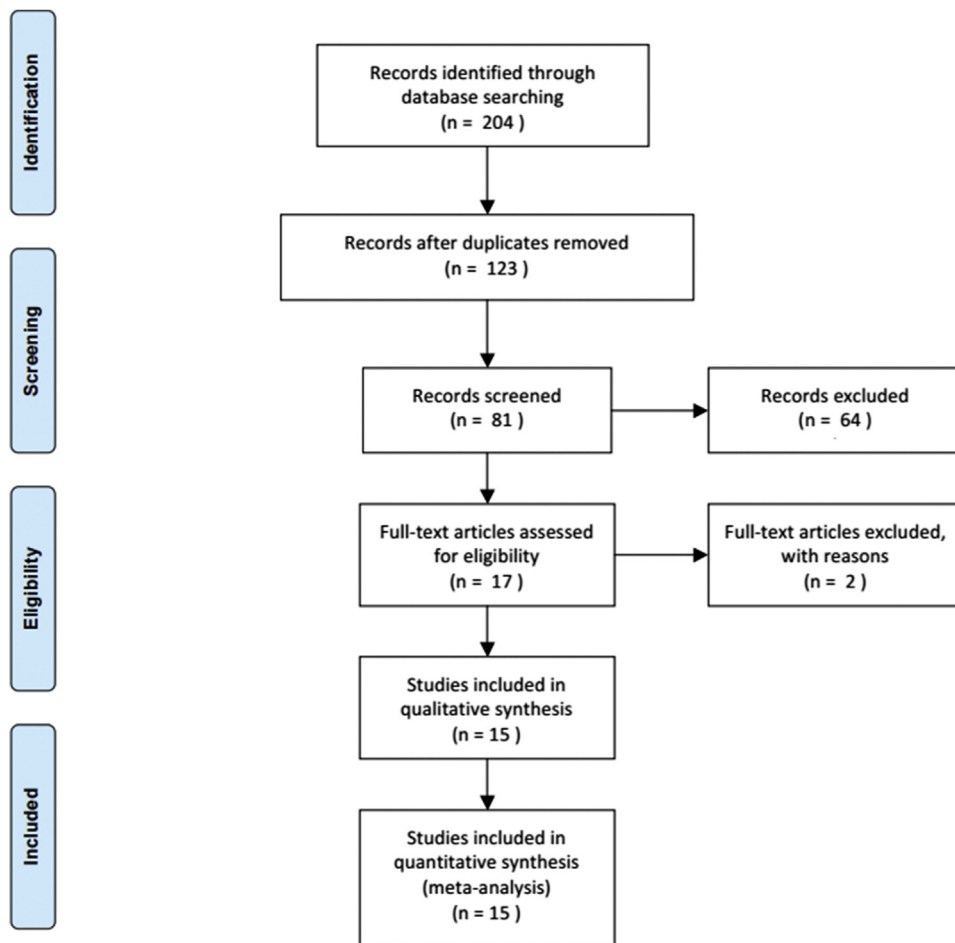 Identification
Records identified through
database searching
(n = 204 )
Records after duplicates removed
(n = 123 )
Screening
Records screened
(n = 81 )
Records excluded
(n = 64 )
Eligibility
Full-text articles assessed
for eligibility
(n = 17 )
Full-text articles excluded,
with reasons
(n = 2 )
Studies included in
qualitative synthesis
(n = 15 )
Included
Studies included in
quantitative synthesis
(meta-analysis)
(n = 15 )